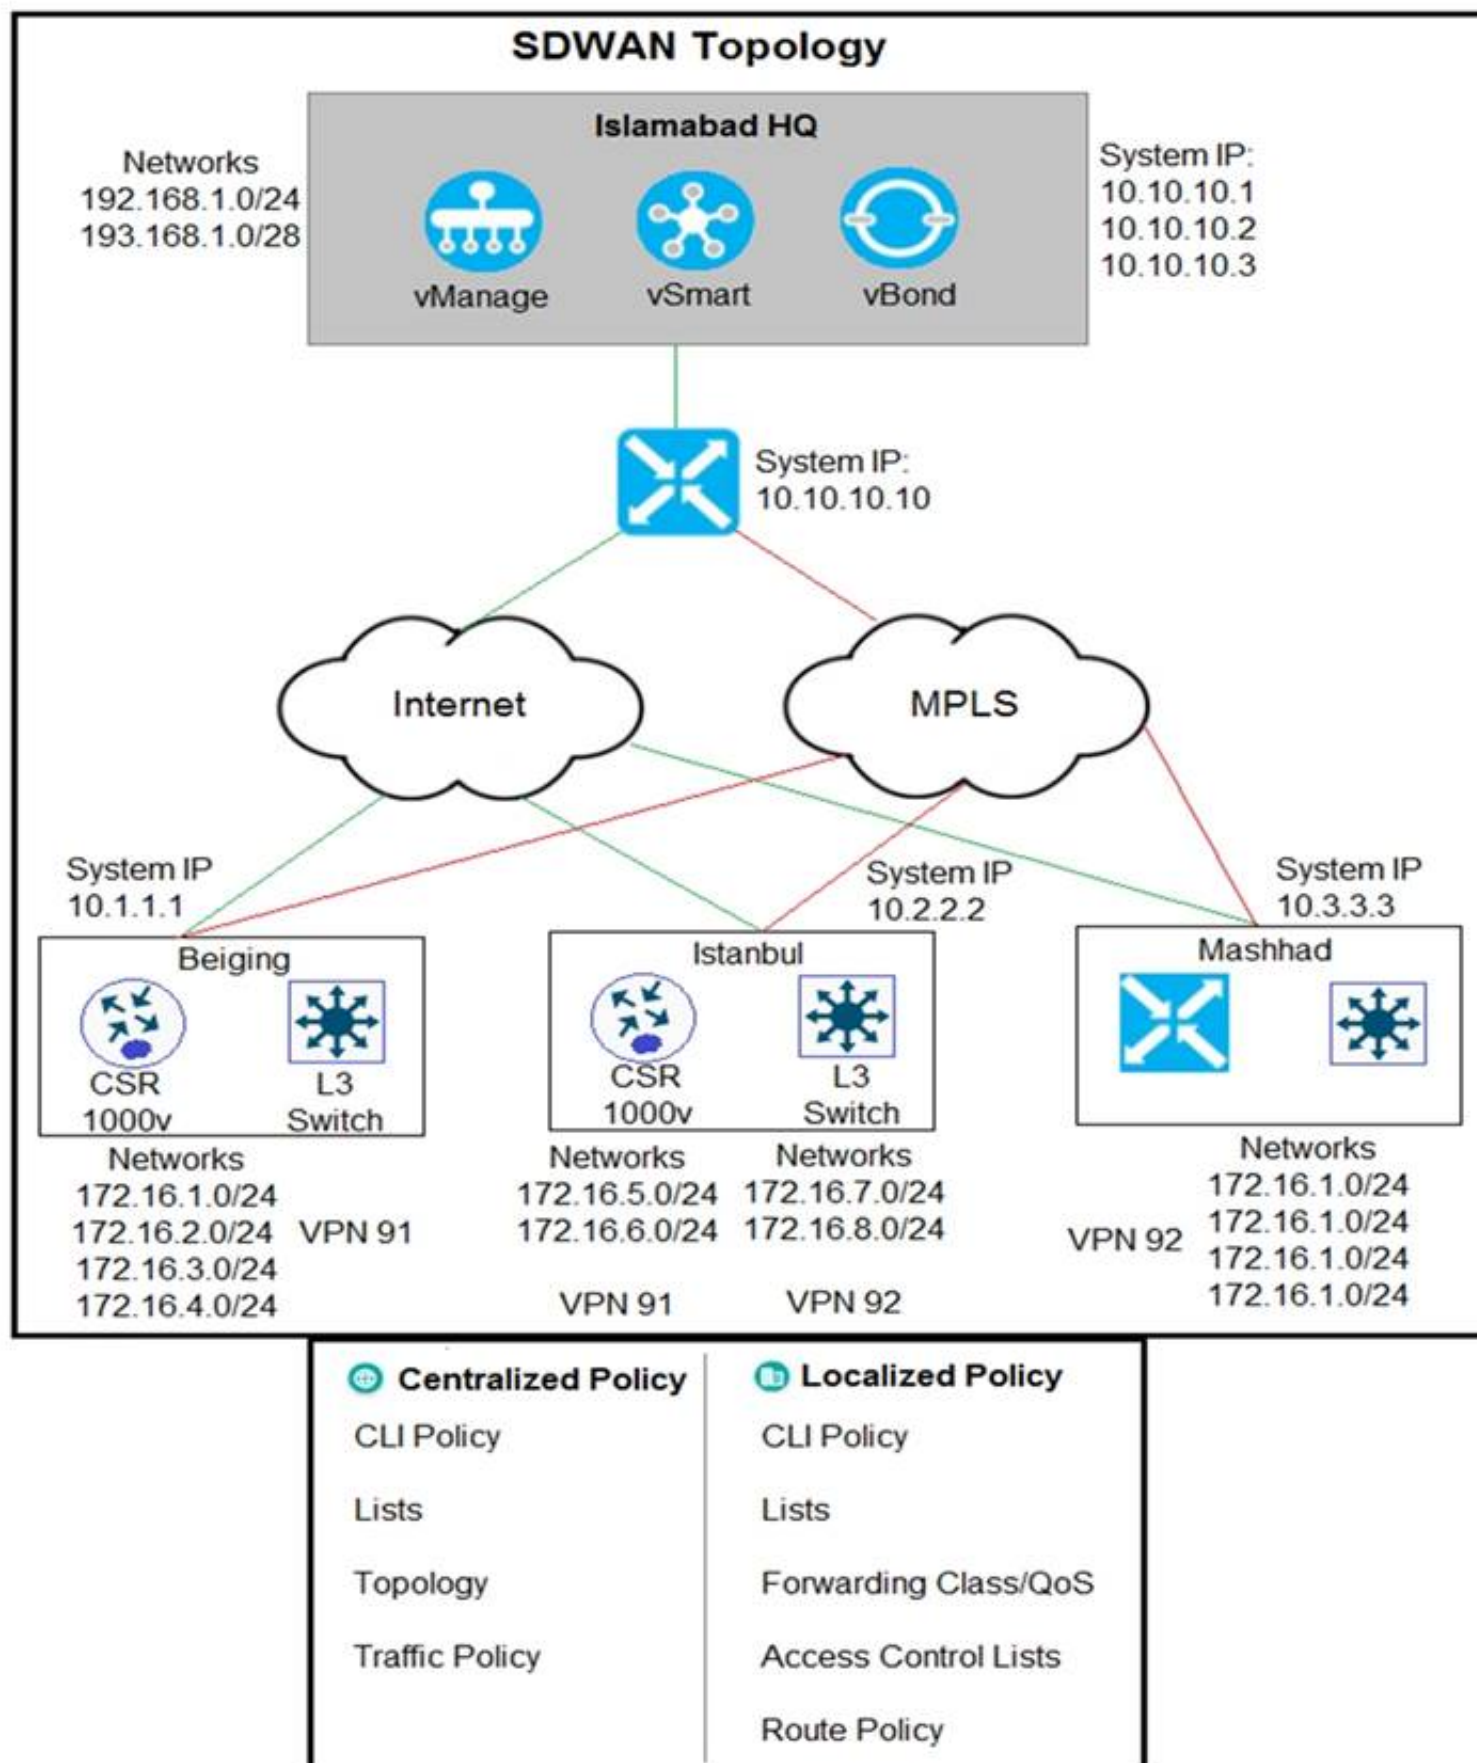 SDWAN Topology
Islamabad HQ
Networks
192.168.1.0/24
193.168.1.0/28
vManage
vSmart
vBond
System IP:
10.10.10.1
10.10.10.2
10.10.10.3
System IP:
10.10.10.10
Internet
MPLS
System IP
10.1.1.1
System IP
10.2.2.2
System IP
10.3.3.3
Beiging
CSR
1000v
L3
Switch
Istanbul
CSR
1000v
L3
Switch
Mashhad
Networks
172.16.1.0/24
172.16.2.0/24
172.16.3.0/24
172.16.4.0/24
VPN 91
Networks
172.16.5.0/24
172.16.6.0/24
VPN 91
Networks
172.16.7.0/24
172.16.8.0/24
VPN 92
VPN 92
Networks
172.16.1.0/24
172.16.1.0/24
172.16.1.0/24
172.16.1.0/24
Centralized Policy
CLI Policy
Lists
Topology
Traffic Policy
Localized Policy
CLI Policy
Lists
Forwarding Class/QoS
Access Control Lists
Route Policy